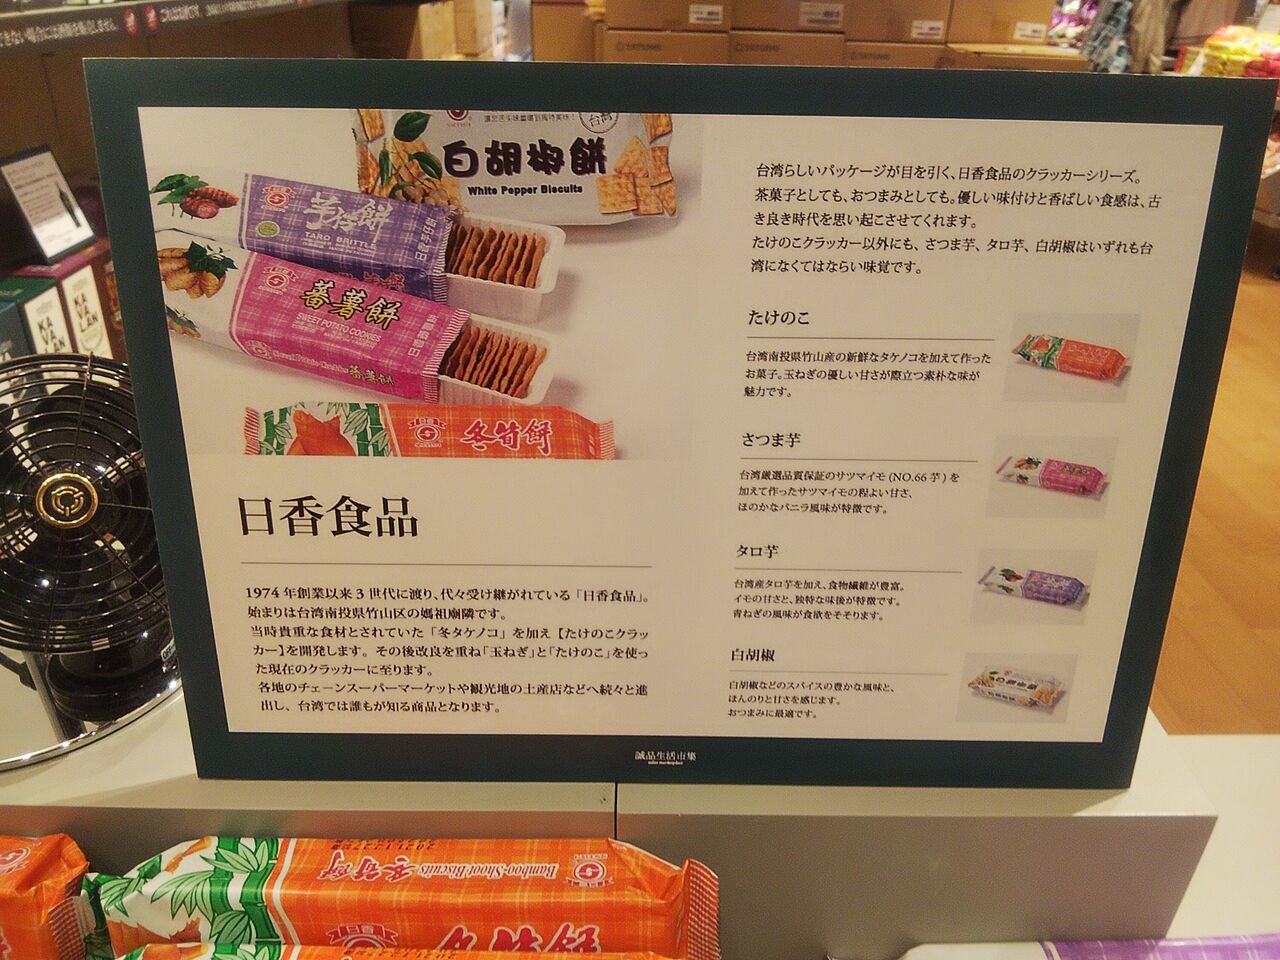 TATUNG
TATUNG
台湾
白胡椒餅
White Pepper Biscuits
芋仔餅
TARO BRITTLE
蕃薯餅
SWEET POTATO COOKIES
Sweet Potato Cookies 蕃薯餅
冬筍餅
日香食品
1974 年創業以来 3 世代に渡り、代々受け継がれている「日香食品」。
始まりは台湾南投県竹山区の媽祖廟隣です。
当時貴重な食材とされていた「冬タケノコ」を加え【たけのこクラッ
カー】を開発します。その後改良を重ね「玉ねぎ」と「たけのこ」を使っ
た現在のクラッカーに至ります。
各地のチェーンスーパーマーケットや観光地の土産店などへ続々と進
出し、台湾では誰もが知る商品となります。
台湾らしいパッケージが目を引く、日香食品のクラッカーシリーズ。
茶菓子としても、おつまみとしても。優しい味付けと香ばしい食感は、古
き良き時代を思い起こさせてくれます。
たけのこクラッカー以外にも、さつま芋、タロ芋、白胡椒はいずれも台
湾になくてはならい味覚です。
たけのこ
台湾南投県竹山産の新鮮なタケノコを加えて作った
お菓子。玉ねぎの優しい甘さが際立つ素朴な味が
魅力です。
さつま芋
台湾厳選品質保証のサツマイモ (NO.66 芋 ) を
加えて作ったサツマイモの程よい甘さ、
ほのかなバニラ風味が特徴です。
タロ芋
台湾産タロ芋を加え、食物繊維が豊富。
イモの甘さと、独特な味後が特徴です。
青ねぎの風味が食欲をそそります。
白胡椒
白胡椒などのスパイスの豊かな風味と、
ほんのりと甘さを感じます。
おつまみに最適です。
誠品生活市集
KA
VA
LAN
KA
VA
LAN
Bamboo-Shoot Biscuits
冬筍餅